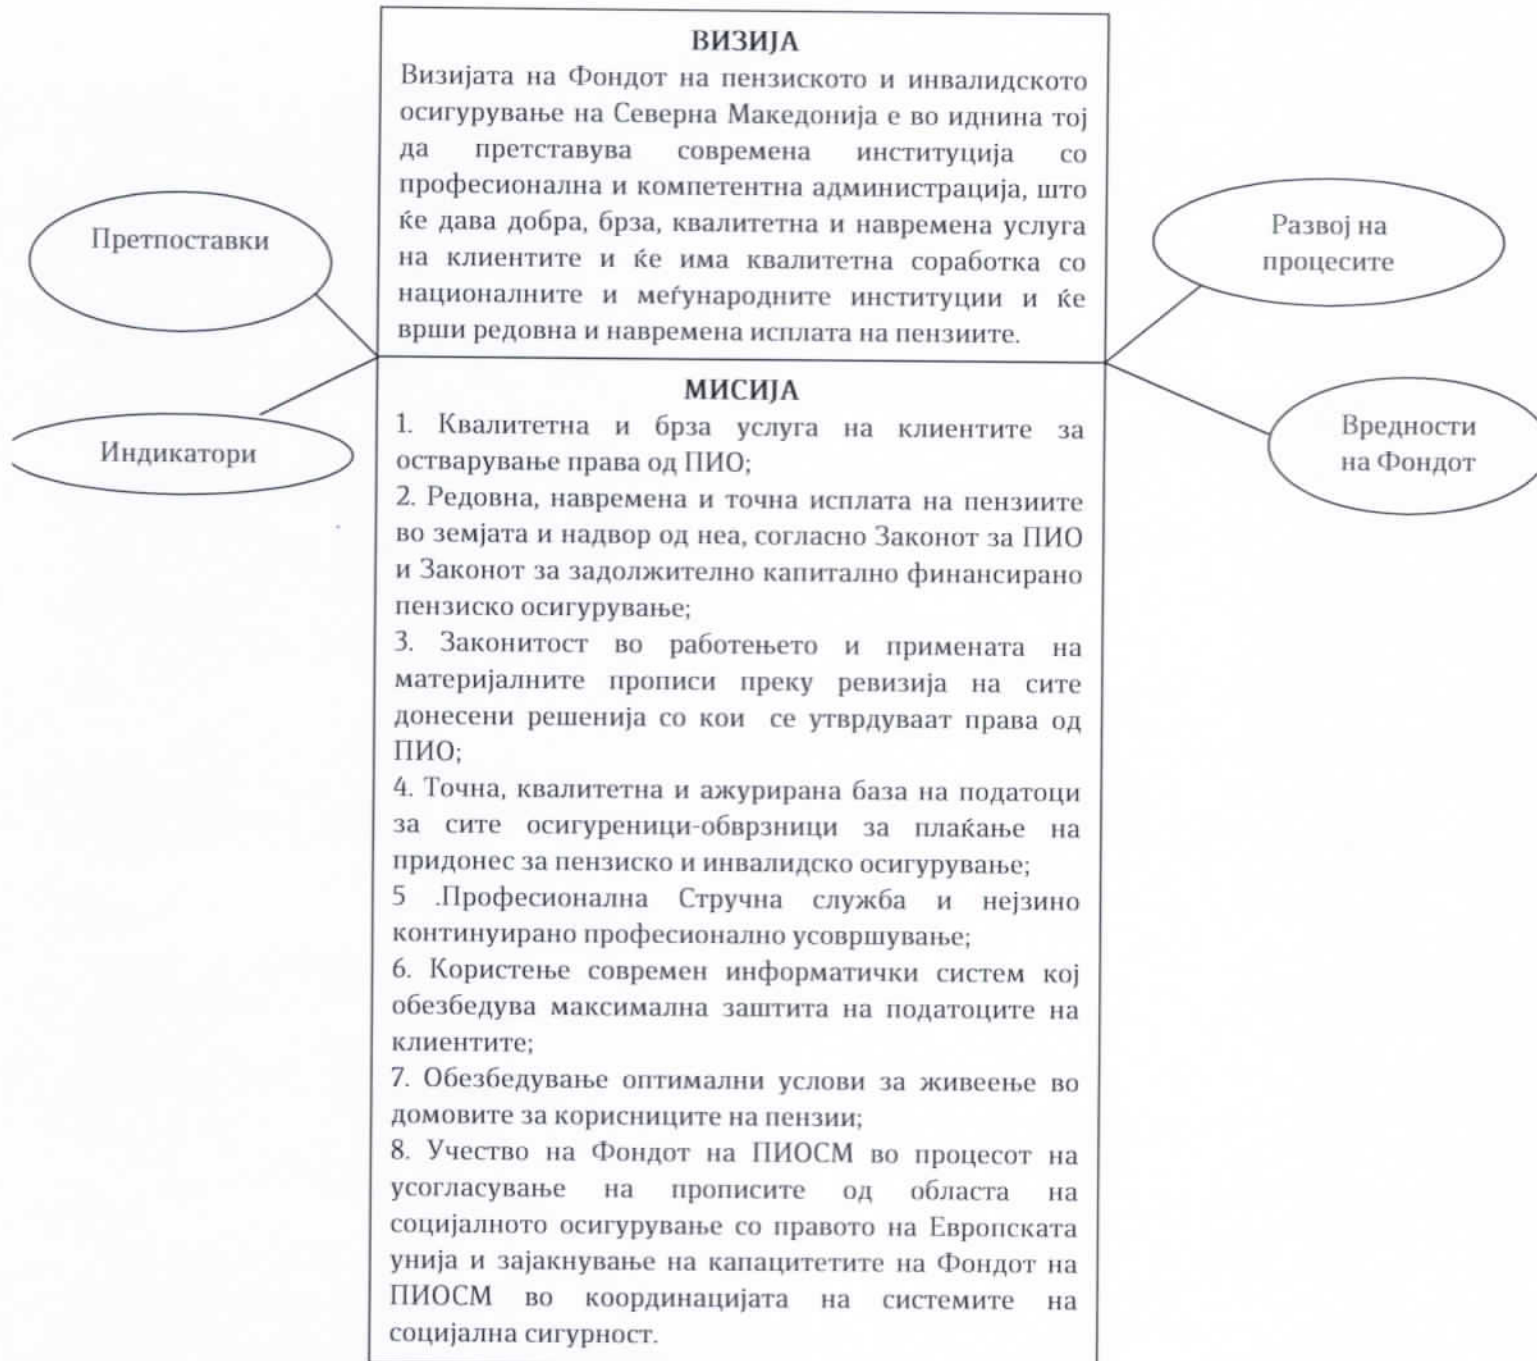 ВИЗИЈА
Визијата на Фондот на пензиското и инвалидското
осигурување на Северна Македонија е во иднина тој
да претставува современа институција со
професионална и компетентна администрација, што
ќе дава добра, брза, квалитетна и навремена услуга
на клиентите и ќе има квалитетна соработка со
националните и меѓународните институции и ќе
врши редовна и навремена исплата на пензиите.
Претпоставки
Развој на
процесите
Индикатори
Вредности
на Фондот
МИСИЈА
1. Квалитетна и брза услуга на клиентите за
остварување права од ПИО;
2. Редовна, навремена и точна исплата на пензиите
во земјата и надвор од неа, согласно Законот за ПИО
и Законот за задолжително капитално финансирано
пензиско осигурување;
3. Законитост во работењето и примената на
материјалните прописи преку ревизија на сите
донесени решенија со кои се утврдуваат права од
ПИО;
4. Точна, квалитетна и ажурирана база на податоци
за сите осигуреници-обврзници за плаќање на
придонес за пензиско и инвалидско осигурување;
5 .Професионална Стручна служба и нејзино
континуирано професионално усовршување;
6. Користење современ информатички систем кој
обезбедува максимална заштита на податоците на
клиентите;
7. Обезбедување оптимални услови за живеење во
домовите за корисниците на пензии;
8. Учество на Фондот на ПИОСМ во процесот на
усогласување на прописите од областа на
социјалното осигурување со правото на Европската
унија и зајакнување на капацитетите на Фондот на
ПИОСМ во координацијата на системите на
социјална сигурност.